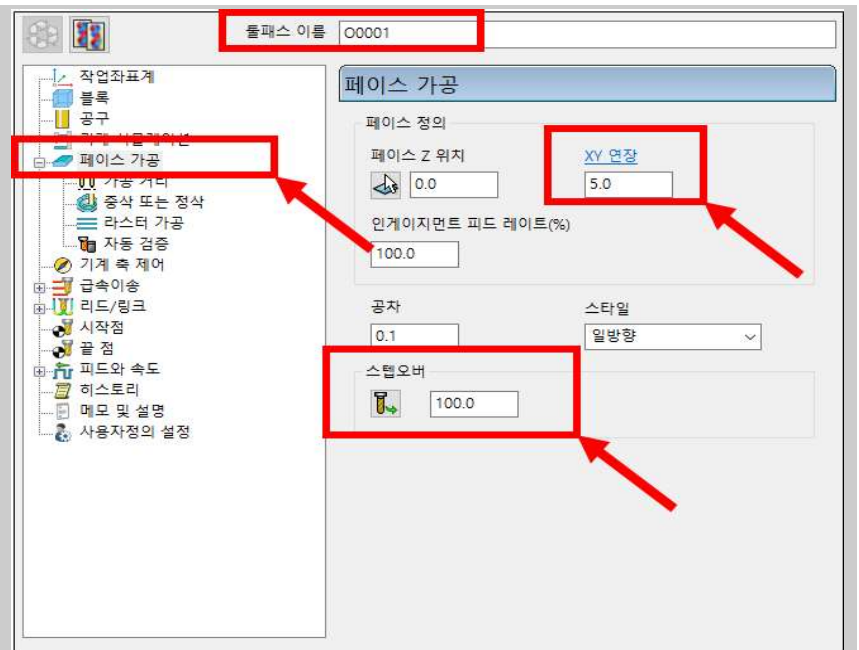 툴패스 이름 O0001
작업좌표계
블록
공구
페이스 가공
가공 거리
중삭 또는 정삭
라스터 가공
자동 검증
기계 축 제어
급속이송
리드/링크
시작점
끝 점
피드와 속도
히스토리
메모 및 설명
사용자정의 설정
페이스 가공
페이스 정의
페이스 Z 위치 XY 연장
0.0 5.0
인게이지먼트 피드 레이트(%)
100.0
공차 스타일
0.1 일방향
스텝오버
100.0